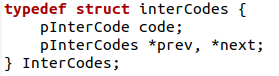 typedef struct interCodes {
    pInterCode code;
    pInterCodes *prev, *next;
} InterCodes;